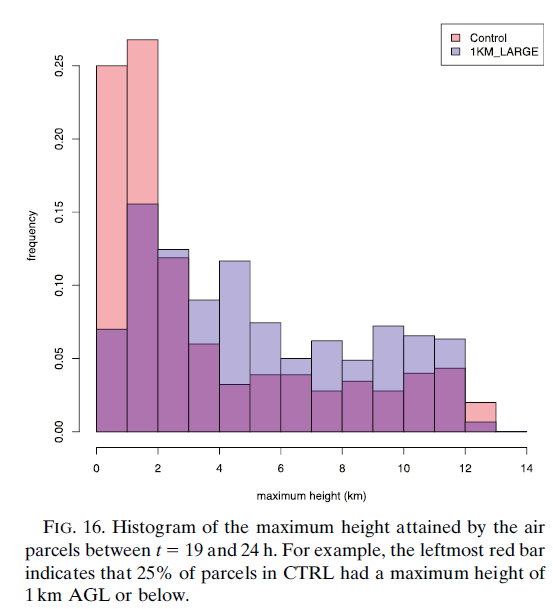 Control
1KM_LARGE
0.25
0.20
0.15
0.10
0.05
0.00
frequency
0 2 4 6 8 10 12 14
maximum height (km)
FIG. 16. Histogram of the maximum height attained by the air
parcels between t = 19 and 24 h. For example, the leftmost red bar
indicates that 25% of parcels in CTRL had a maximum height of
1 km AGL or below.